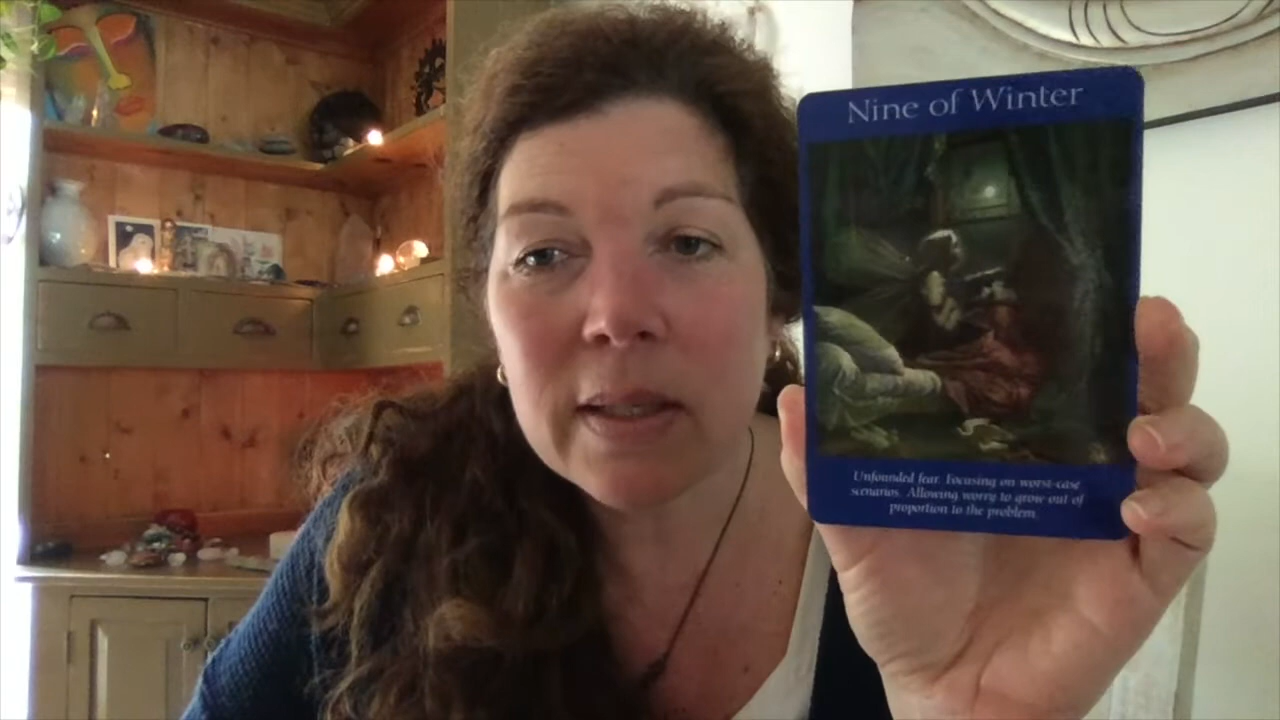 Nine of Winter
Unfounded fear. Focusing on worst-case
scenarios. Allowing worry to grow out of
proportion to the problem.